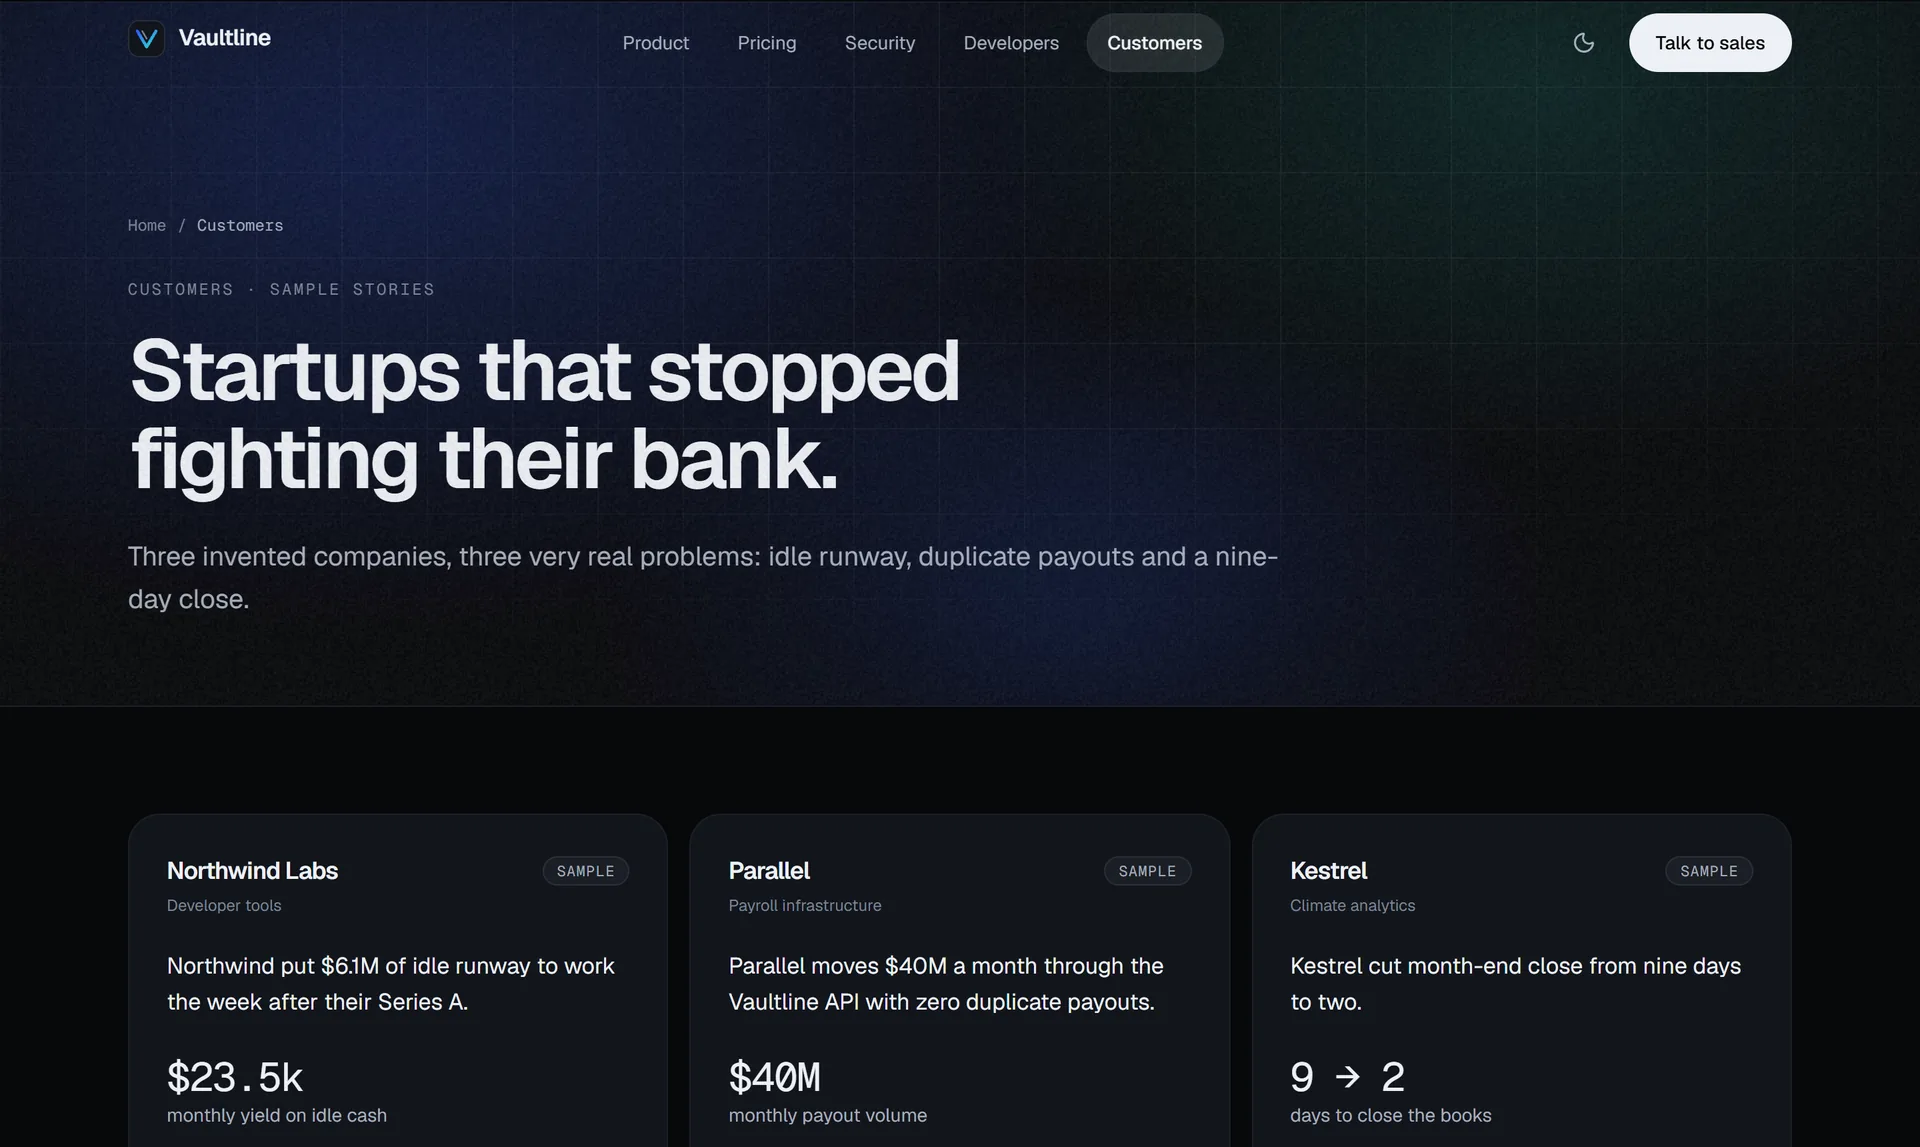 Vaultline
Product
Pricing
Security
Developers
Customers
Talk to sales
Home / Customers
CUSTOMERS · SAMPLE STORIES
Startups that stopped
fighting their bank.
Three invented companies, three very real problems: idle runway, duplicate payouts and a nine-
day close.
Northwind Labs
SAMPLE
Developer tools
Northwind put $6.1M of idle runway to work
the week after their Series A.
$23.5k
monthly yield on idle cash
Parallel
SAMPLE
Payroll infrastructure
Parallel moves $40M a month through the
Vaultline API with zero duplicate payouts.
$40M
monthly payout volume
Kestrel
SAMPLE
Climate analytics
Kestrel cut month-end close from nine days
to two.
9 → 2
days to close the books